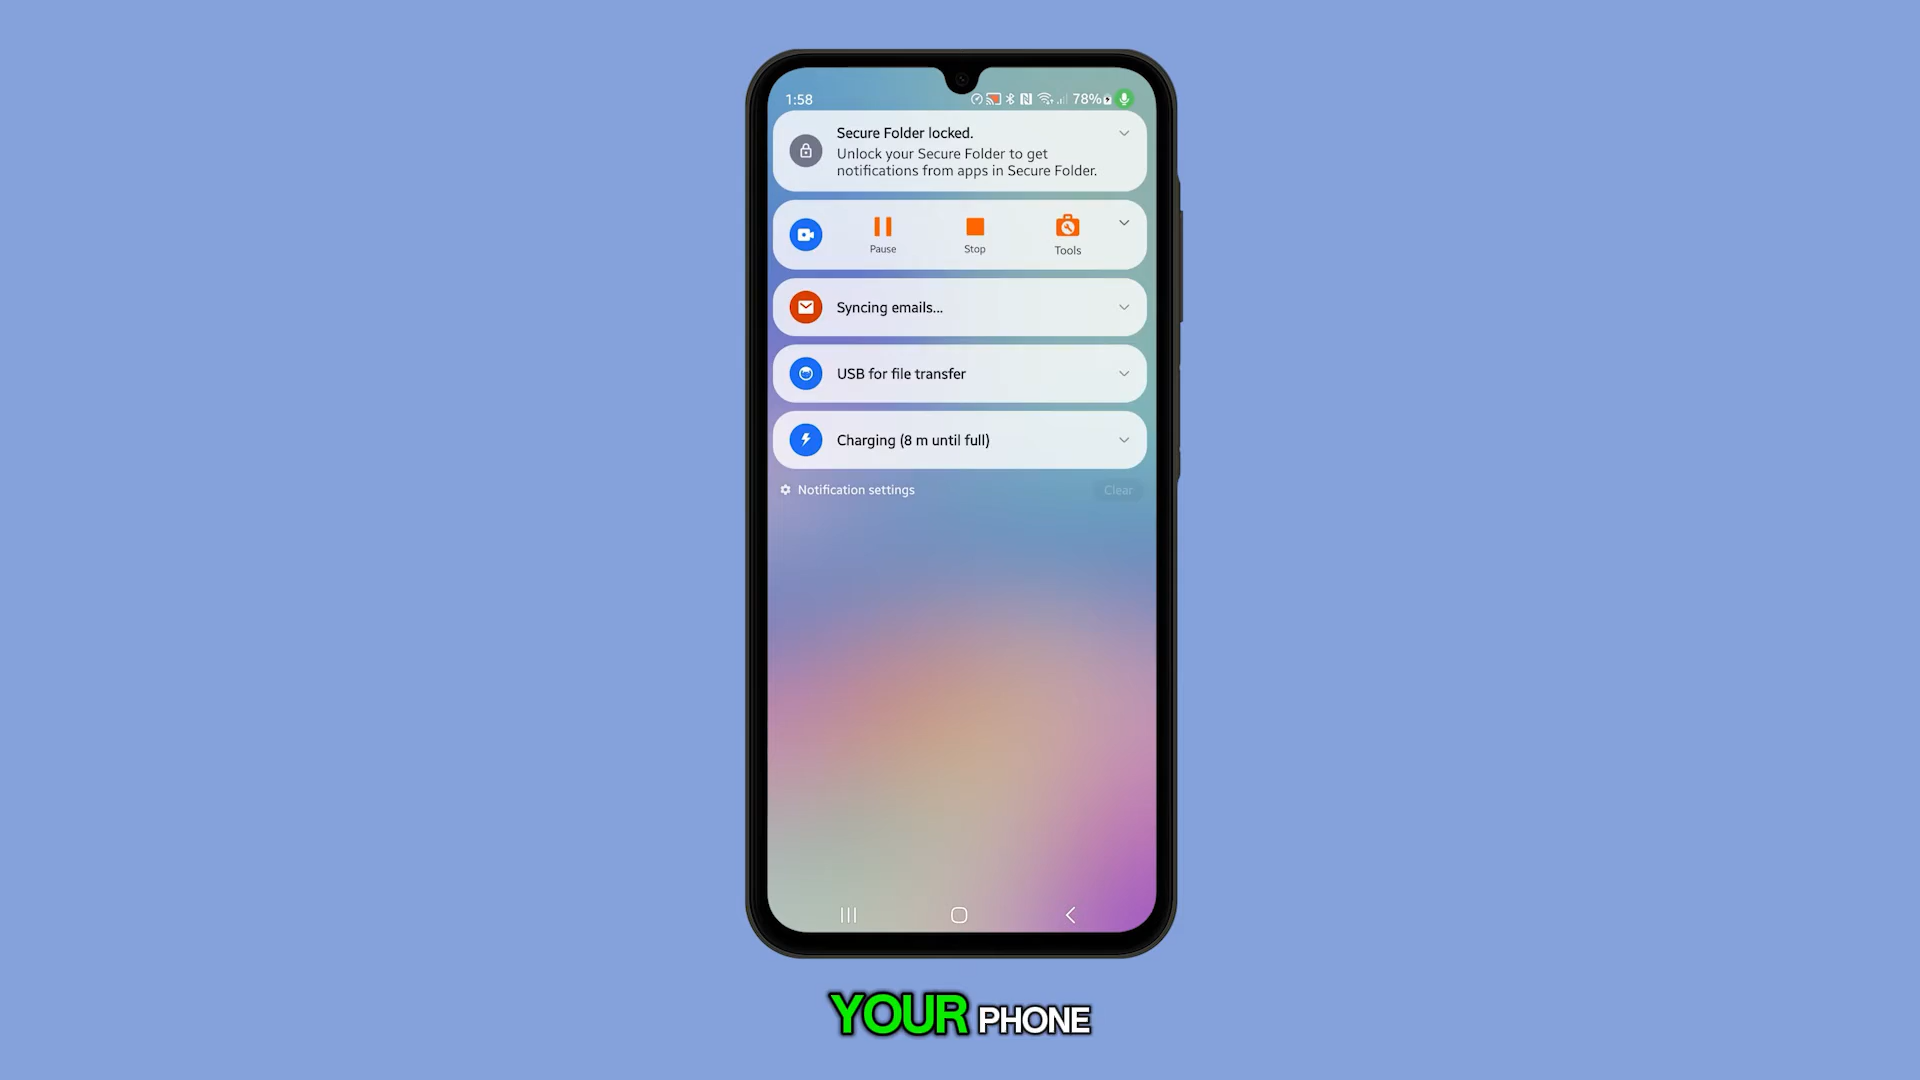 1:58
78%
Secure Folder locked.
Unlock your Secure Folder to get
notifications from apps in Secure Folder.
Pause
Stop
Tools
Syncing emails...
USB for file transfer
Charging (8 m until full)
Notification settings
Clear
YOUR PHONE